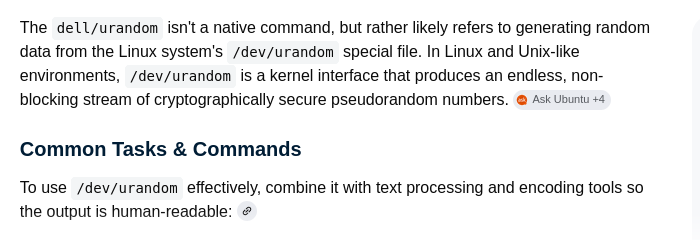 The dell/urandom isn't a native command, but rather likely refers to generating random
data from the Linux system's /dev/urandom special file. In Linux and Unix-like
environments, /dev/urandom is a kernel interface that produces an endless, non-
blocking stream of cryptographically secure pseudorandom numbers. Ask Ubuntu +4
Common Tasks & Commands
To use /dev/urandom effectively, combine it with text processing and encoding tools so
the output is human-readable: